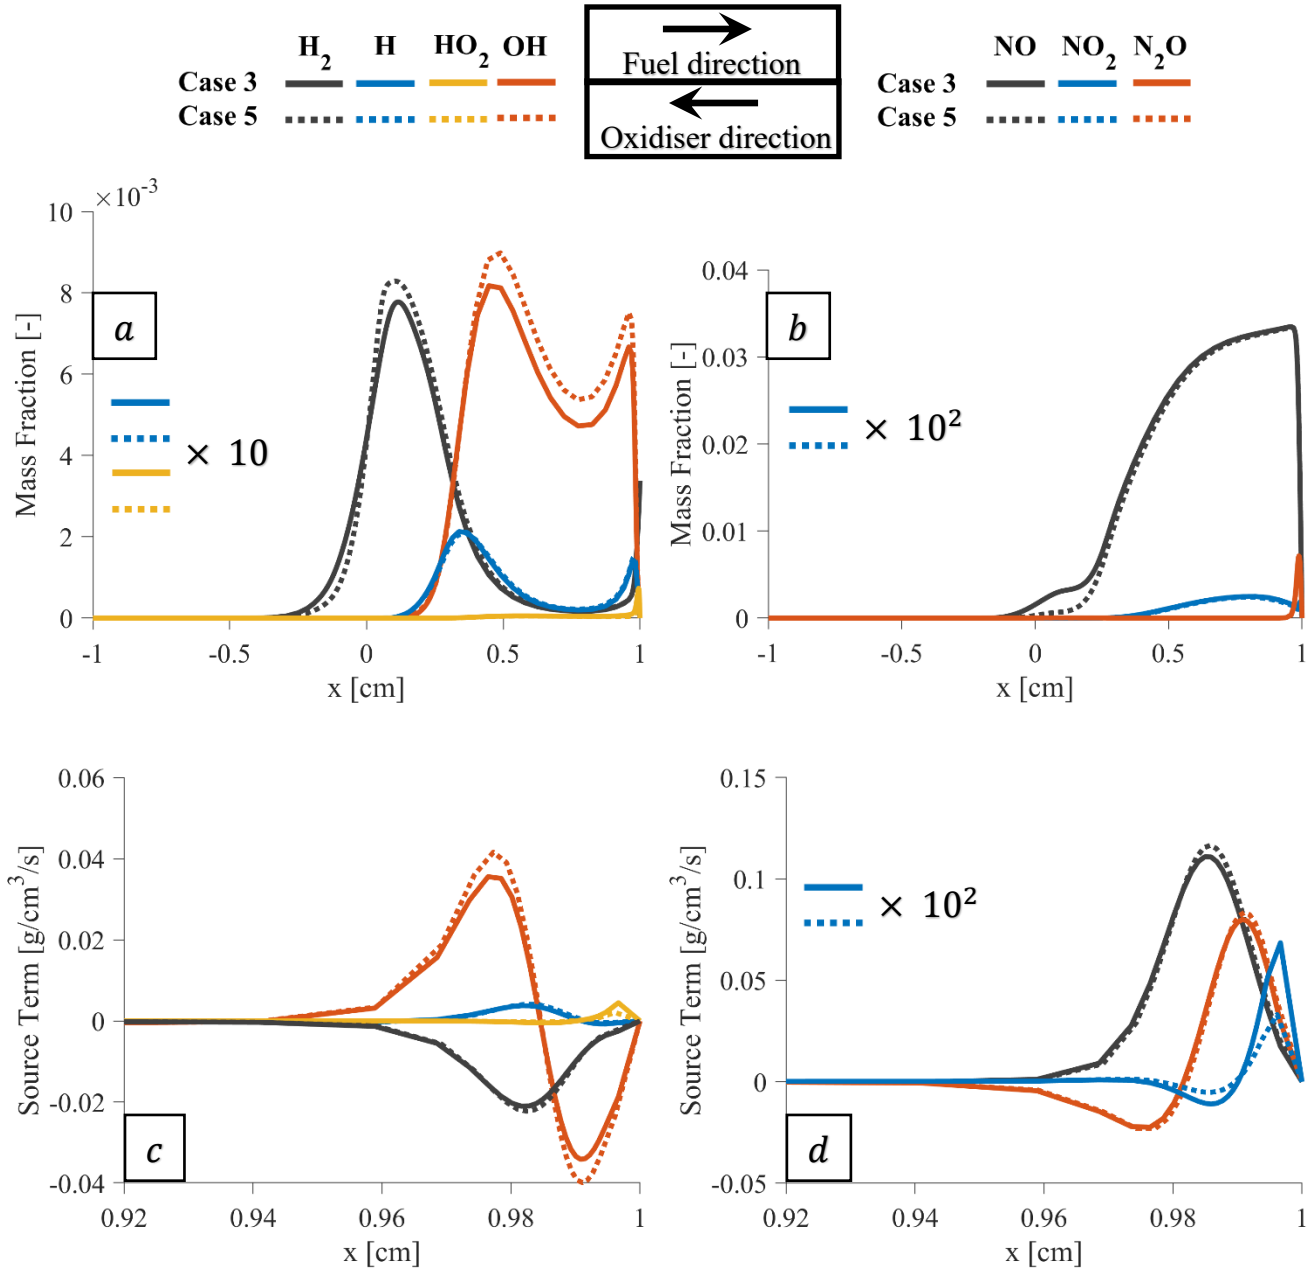 H2 H HO2 OH
Case 3
Case 5
Fuel direction
Oxidiser direction
NO NO2 N2O
Case 3
Case 5
×10-3
10
8
6
4
2
0
Mass Fraction [-]
a
× 10
-1 -0.5 0 0.5 1
x [cm]
0.04
0.03
0.02
0.01
0
Mass Fraction [-]
b
× 10²
-1 -0.5 0 0.5 1
x [cm]
0.06
0.04
0.02
0
-0.02
-0.04
Source Term [g/cm³/s]
c
0.92 0.94 0.96 0.98 1
x [cm]
0.15
0.1
0.05
0
-0.05
Source Term [g/cm³/s]
× 10²
d
0.92 0.94 0.96 0.98 1
x [cm]